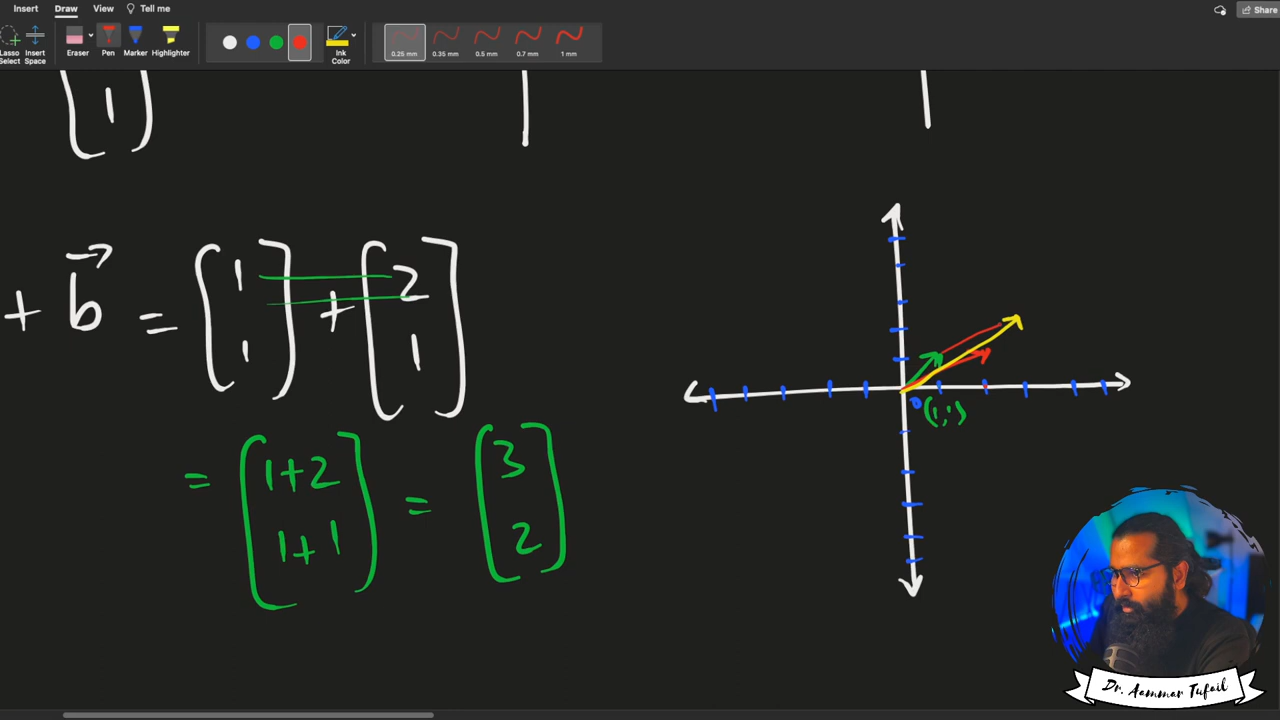 Insert Draw View Tell me
Share
Lasso Select
Insert Space
Eraser
Pen
Marker
Highlighter
Ink Color
0.25 mm
0.35 mm
0.5 mm
0.7 mm
1 mm
1
+ b = [1 1] + [2 1]
= [1+2 1+1] = [3 2]
0 (1,1)
Dr. Aammar Tufail